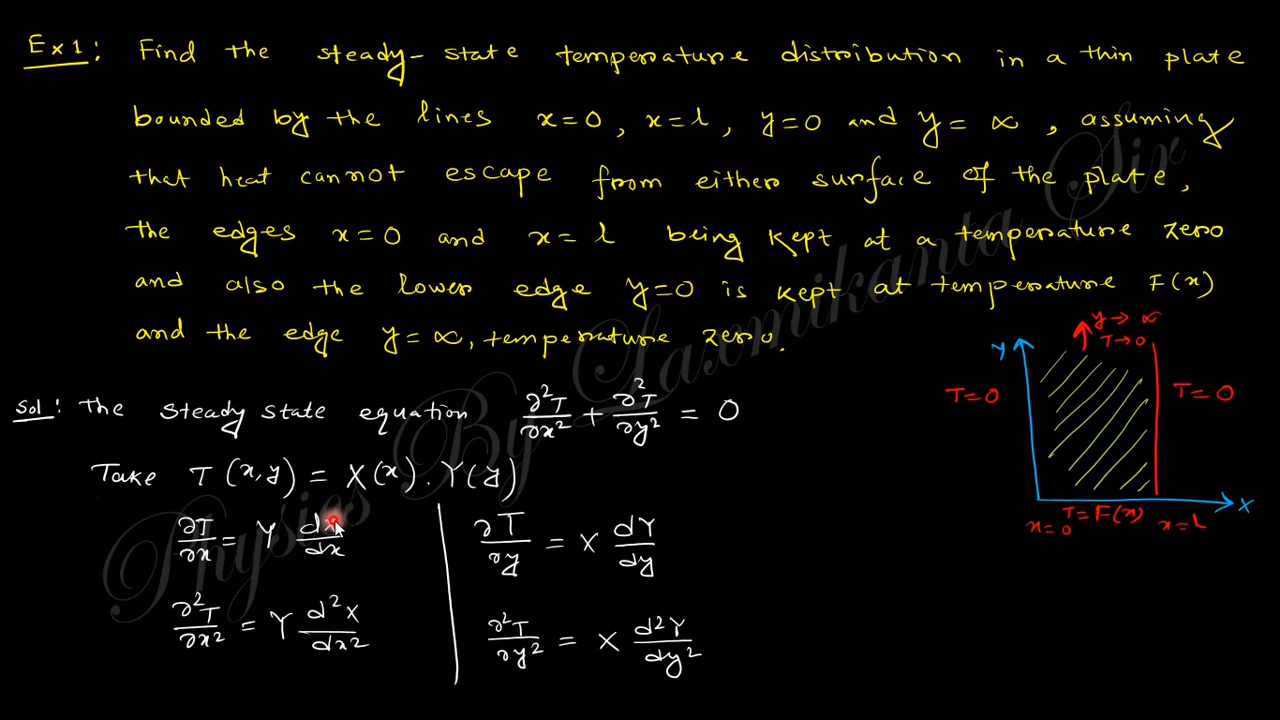 Ex1: Find the steady-state temperature distribution in a thin plate
bounded by the lines x=0, x=l, y=0 and y=∞, assuming
that heat cannot escape from either surface of the plate,
the edges x=0 and x=l being kept at a temperature zero
and also the lower edge y=0 is kept at temperature F(x)
and the edge y=∞, temperature zero.
y→∞
T→0
y
T=0
T=0
T=F(x)
x=0
x=l
x
Sol: The steady state equation ∂²T/∂x² + ∂²T/∂y² = 0
Take T(x,y) = X(x).Y(y)
∂T/∂x = Y dX/dx
∂T/∂y = X dY/dy
∂²T/∂x² = Y d²X/dx²
∂²T/∂y² = X d²Y/dy²
Physics By Laxmikanta Sir